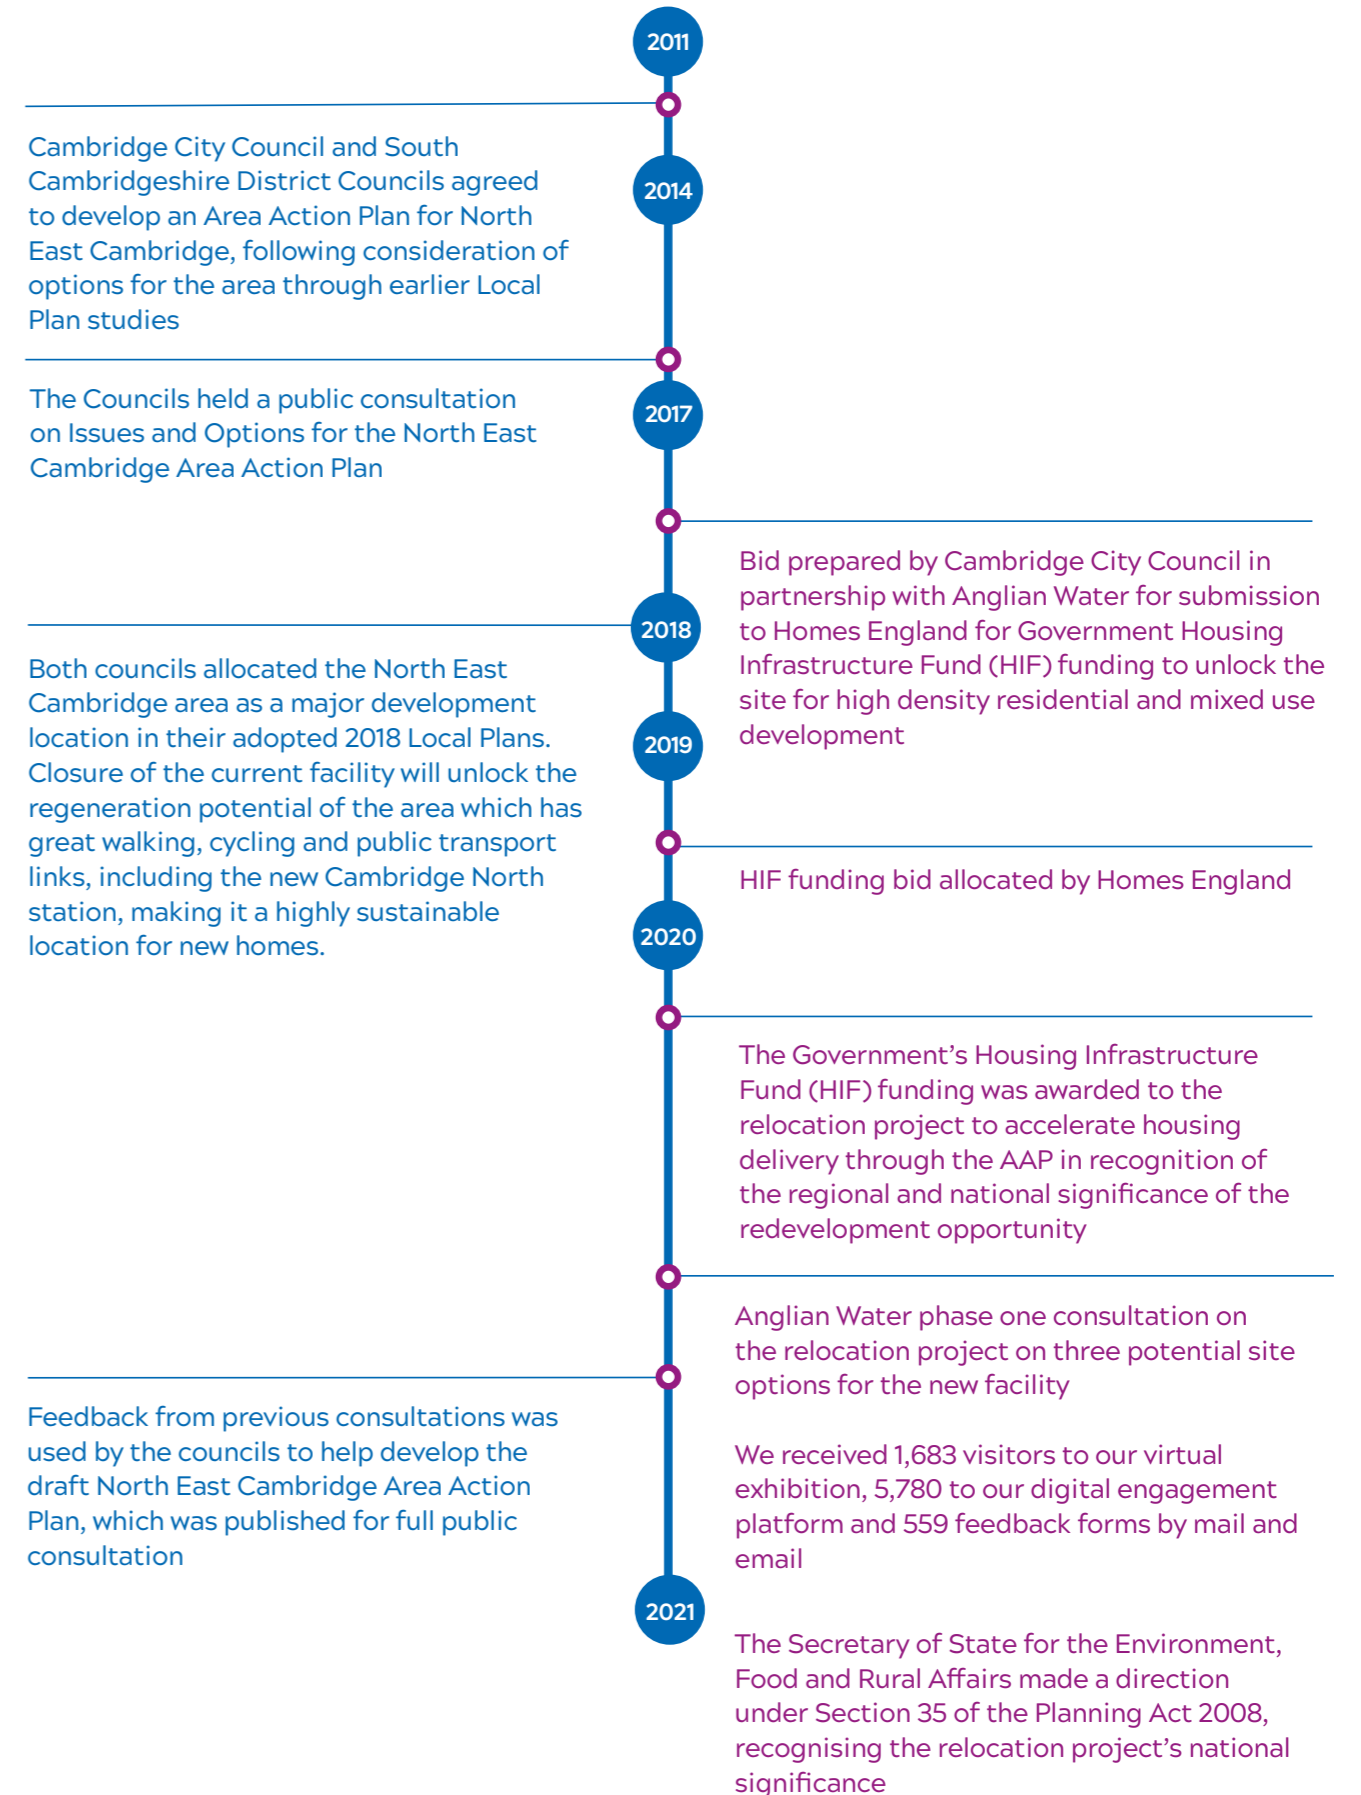 2011
Cambridge City Council and South
Cambridgeshire District Councils agreed
to develop an Area Action Plan for North
East Cambridge, following consideration of
options for the area through earlier Local
Plan studies
2014
The Councils held a public consultation
on Issues and Options for the North East
Cambridge Area Action Plan
2017
Bid prepared by Cambridge City Council in
partnership with Anglian Water for submission
to Homes England for Government Housing
Infrastructure Fund (HIF) funding to unlock the
site for high density residential and mixed use
development
2018
Both councils allocated the North East
Cambridge area as a major development
location in their adopted 2018 Local Plans.
Closure of the current facility will unlock the
regeneration potential of the area which has
great walking, cycling and public transport
links, including the new Cambridge North
station, making it a highly sustainable
location for new homes.
2019
HIF funding bid allocated by Homes England
2020
The Government’s Housing Infrastructure
Fund (HIF) funding was awarded to the
relocation project to accelerate housing
delivery through the AAP in recognition of
the regional and national significance of the
redevelopment opportunity
Anglian Water phase one consultation on
the relocation project on three potential site
options for the new facility
We received 1,683 visitors to our virtual
exhibition, 5,780 to our digital engagement
platform and 559 feedback forms by mail and
email
Feedback from previous consultations was
used by the councils to help develop the
draft North East Cambridge Area Action
Plan, which was published for full public
consultation
2021
The Secretary of State for the Environment,
Food and Rural Affairs made a direction
under Section 35 of the Planning Act 2008,
recognising the relocation project’s national
significance